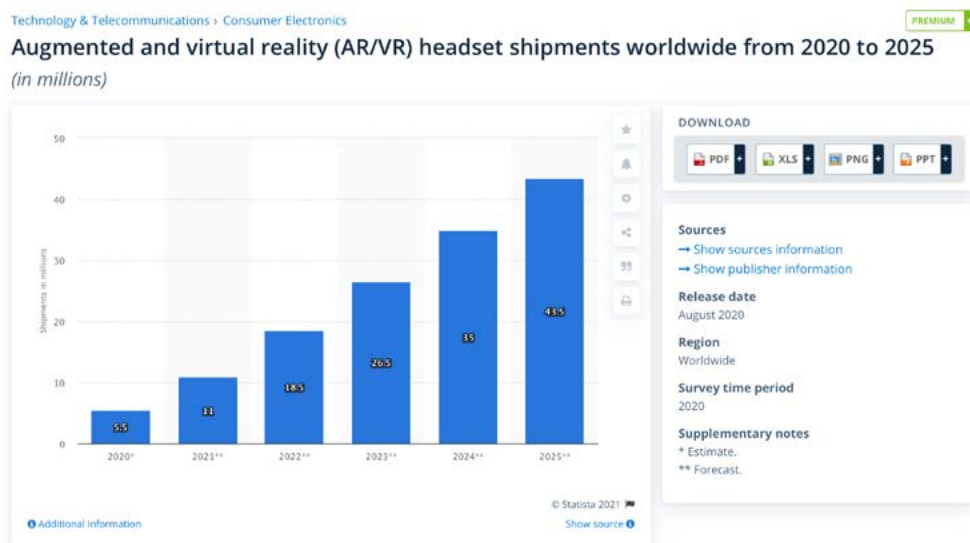 Technology & Telecommunications › Consumer Electronics
PREMIUM
Augmented and virtual reality (AR/VR) headset shipments worldwide from 2020 to 2025
(in millions)
50
40
30
20
10
0
Shipments in millions
5.5
11
18.5
26.5
35
43.5
2020*
2021**
2022**
2023**
2024**
2025**
© Statista 2021
Additional Information
Show source
DOWNLOAD
PDF +
XLS +
PNG +
PPT +
Sources
→ Show sources information
→ Show publisher information
Release date
August 2020
Region
Worldwide
Survey time period
2020
Supplementary notes
* Estimate.
** Forecast.